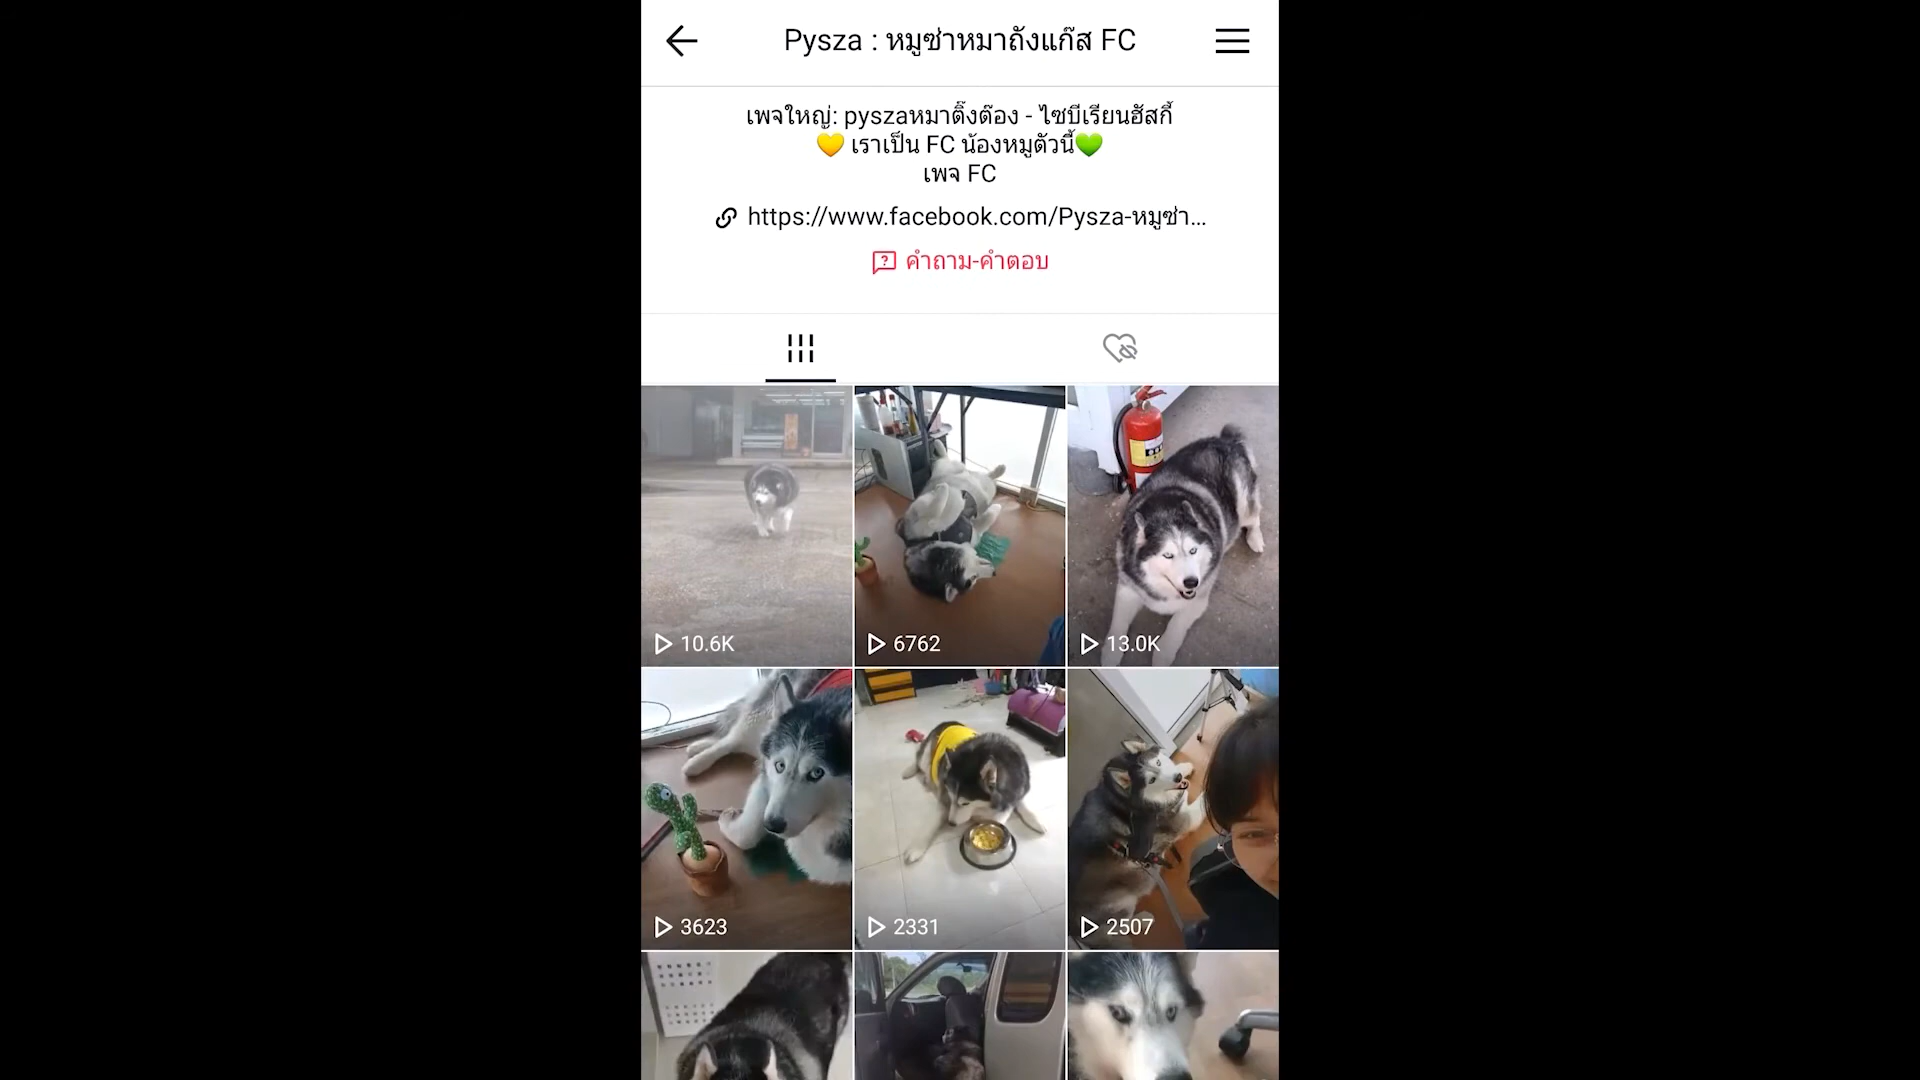 Pysza : หมูซ่าหมาถังแก๊ส FC
เพจใหญ่: pyszaหมาติ๊งต๊อง - ไซบีเรียนฮัสกี้
💛 เราเป็น FC น้องหมูตัวนี้💚
เพจ FC
https://www.facebook.com/Pysza-หมูซ่า...
คำถาม-คำตอบ
10.6K
6762
13.0K
3623
2331
2507